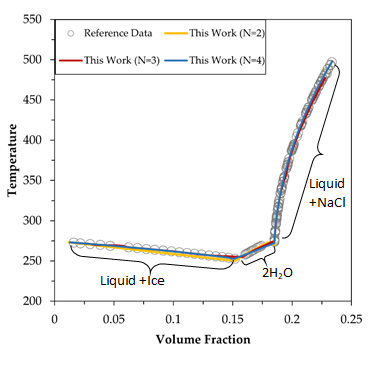 550
500
450
400
350
300
250
200
Temperature
Reference Data
This Work (N=2)
This Work (N=3)
This Work (N=4)
Liquid
+NaCl
Liquid +Ice
2H₂O
0
0.05
0.1
0.15
0.2
0.25
Volume Fraction